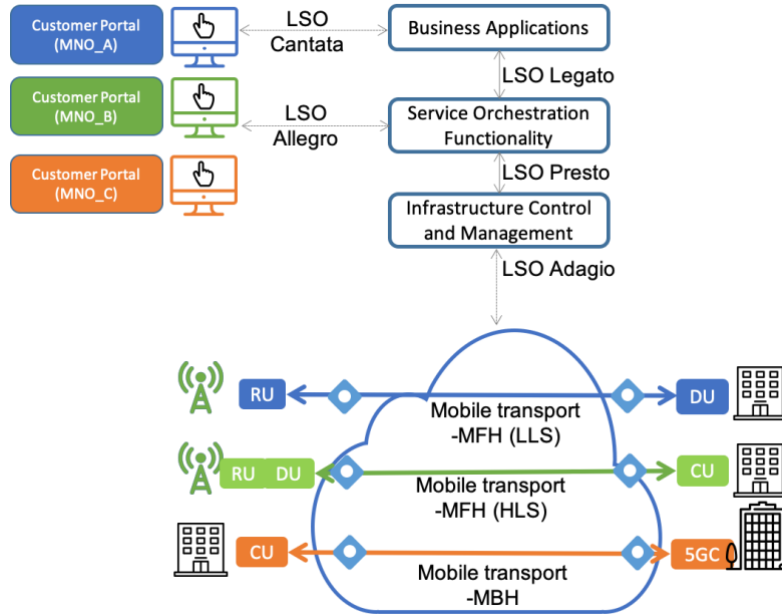 Customer Portal
(MNO_A)
LSO
Cantata
Business Applications
LSO Legato
Customer Portal
(MNO_B)
LSO
Allegro
Service Orchestration
Functionality
LSO Presto
Customer Portal
(MNO_C)
Infrastructure Control
and Management
LSO Adagio
RU
DU
Mobile transport
-MFH (LLS)
RU DU
CU
Mobile transport
-MFH (HLS)
CU
5GC
Mobile transport
-MBH